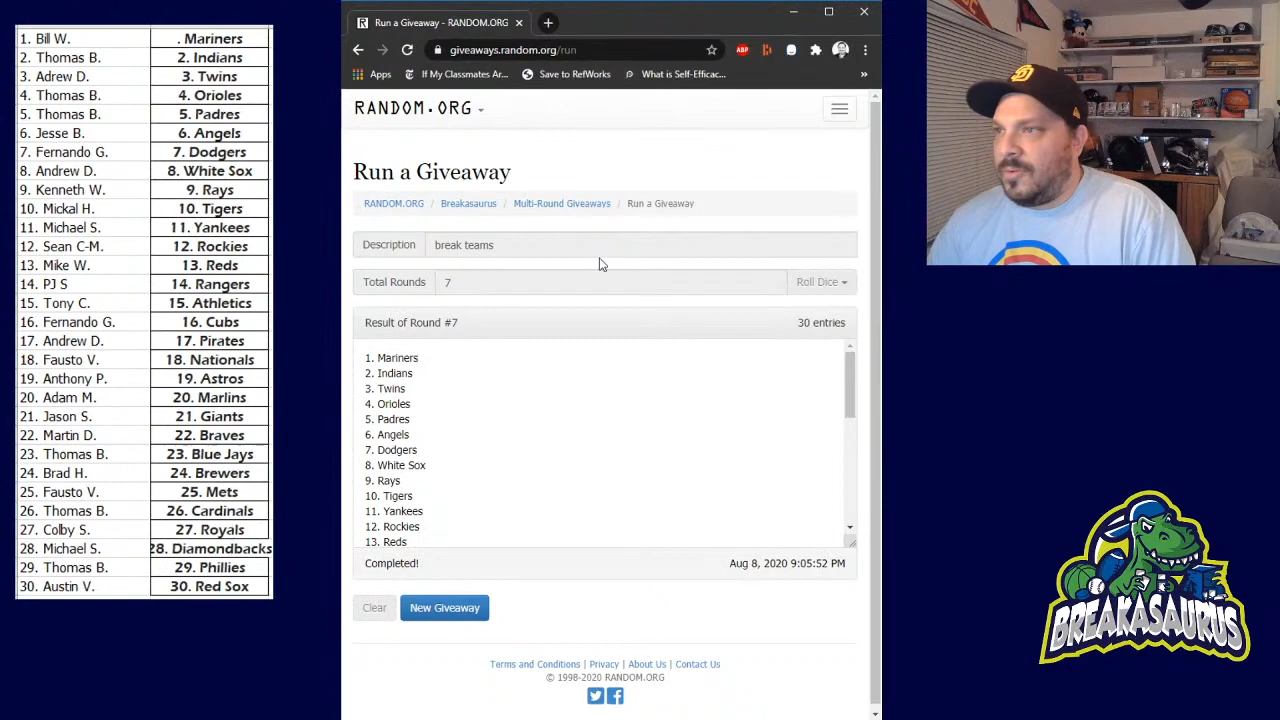 1. Bill W. . Mariners
2. Thomas B. 2. Indians
3. Adrew D. 3. Twins
4. Thomas B. 4. Orioles
5. Thomas B. 5. Padres
6. Jesse B. 6. Angels
7. Fernando G. 7. Dodgers
8. Andrew D. 8. White Sox
9. Kenneth W. 9. Rays
10. Mickal H. 10. Tigers
11. Michael S. 11. Yankees
12. Sean C-M. 12. Rockies
13. Mike W. 13. Reds
14. PJ S 14. Rangers
15. Tony C. 15. Athletics
16. Fernando G. 16. Cubs
17. Andrew D. 17. Pirates
18. Fausto V. 18. Nationals
19. Anthony P. 19. Astros
20. Adam M. 20. Marlins
21. Jason S. 21. Giants
22. Martin D. 22. Braves
23. Thomas B. 23. Blue Jays
24. Brad H. 24. Brewers
25. Fausto V. 25. Mets
26. Thomas B. 26. Cardinals
27. Colby S. 27. Royals
28. Michael S. 28. Diamondbacks
29. Thomas B. 29. Phillies
30. Austin V. 30. Red Sox
Run a Giveaway - RANDOM.ORG
giveaways.random.org/run
ABP
Apps If My Classmates Ar... Save to RefWorks What is Self-Efficac...
RANDOM.ORG
Run a Giveaway
RANDOM.ORG / Breakasaurus / Multi-Round Giveaways / Run a Giveaway
Description break teams
Total Rounds 7 Roll Dice
Result of Round #7 30 entries
1. Mariners
2. Indians
3. Twins
4. Orioles
5. Padres
6. Angels
7. Dodgers
8. White Sox
9. Rays
10. Tigers
11. Yankees
12. Rockies
13. Reds
Completed! Aug 8, 2020 9:05:52 PM
Clear New Giveaway
Terms and Conditions | Privacy | About Us | Contact Us
© 1998-2020 RANDOM.ORG
SD
BREAKASAURUS